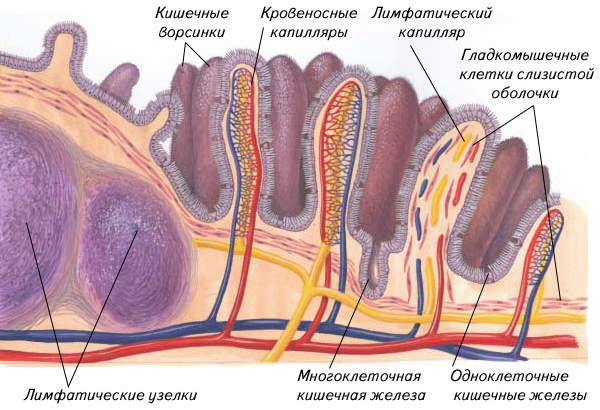 Кишечные
ворсинки
Кровеносные
капилляры
Лимфатический
капилляр
Гладкомышечные
клетки слизистой
оболочки
Лимфатические узелки
Многоклеточная
кишечная железа
Одноклеточные
кишечные железы